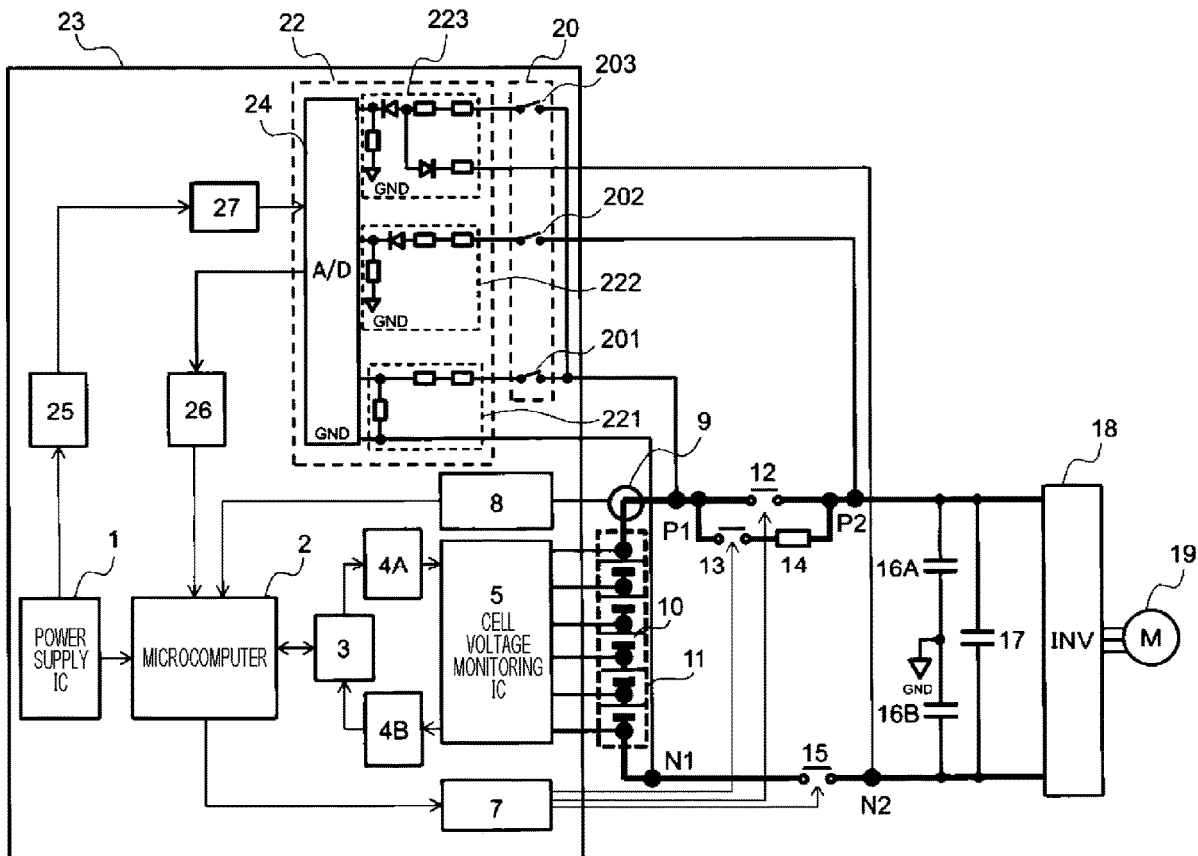 23
22
223
20
203
24
GND
27
202
A/D
222
GND
201
25
26
GND
221
9
18
8
12
P1
P2
1
2
4A
13
14
16A
19
5
CELL
VOLTAGE
MONITORING
IC
10
POWER
SUPPLY
IC
MICROCOMPUTER
3
17
INV
M
11
GND
4B
16B
N1
15
N2
7